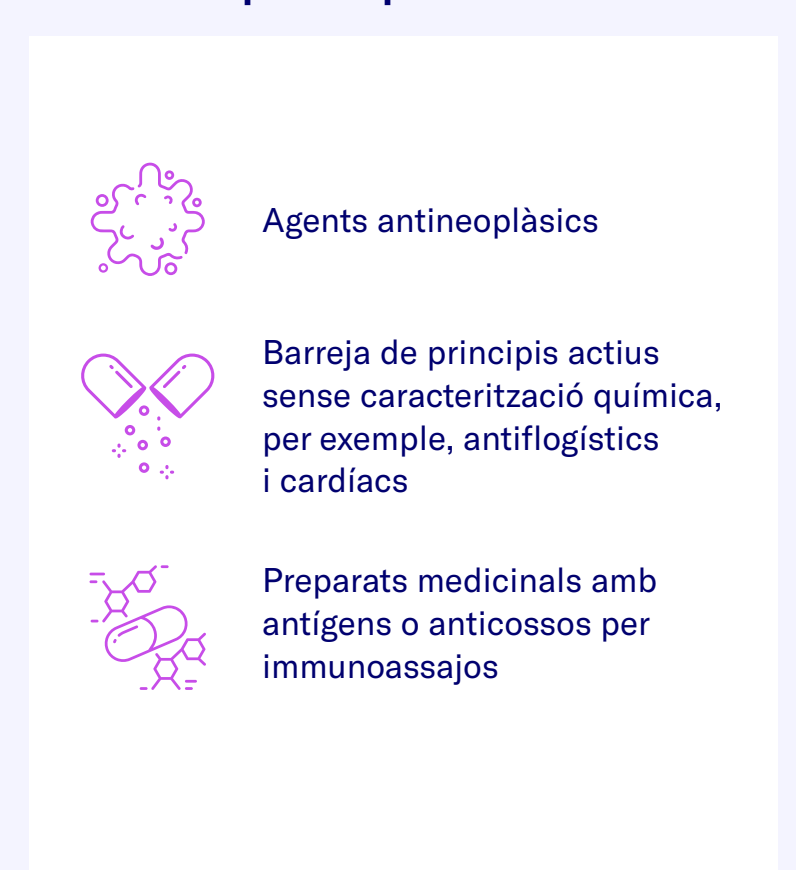 Agents antineoplàsics
Barreja de principis actius
sense caracterització química,
per exemple, antiflogístics
i cardíacs
Preparats medicinals amb
antígens o anticossos per
immunoassajos